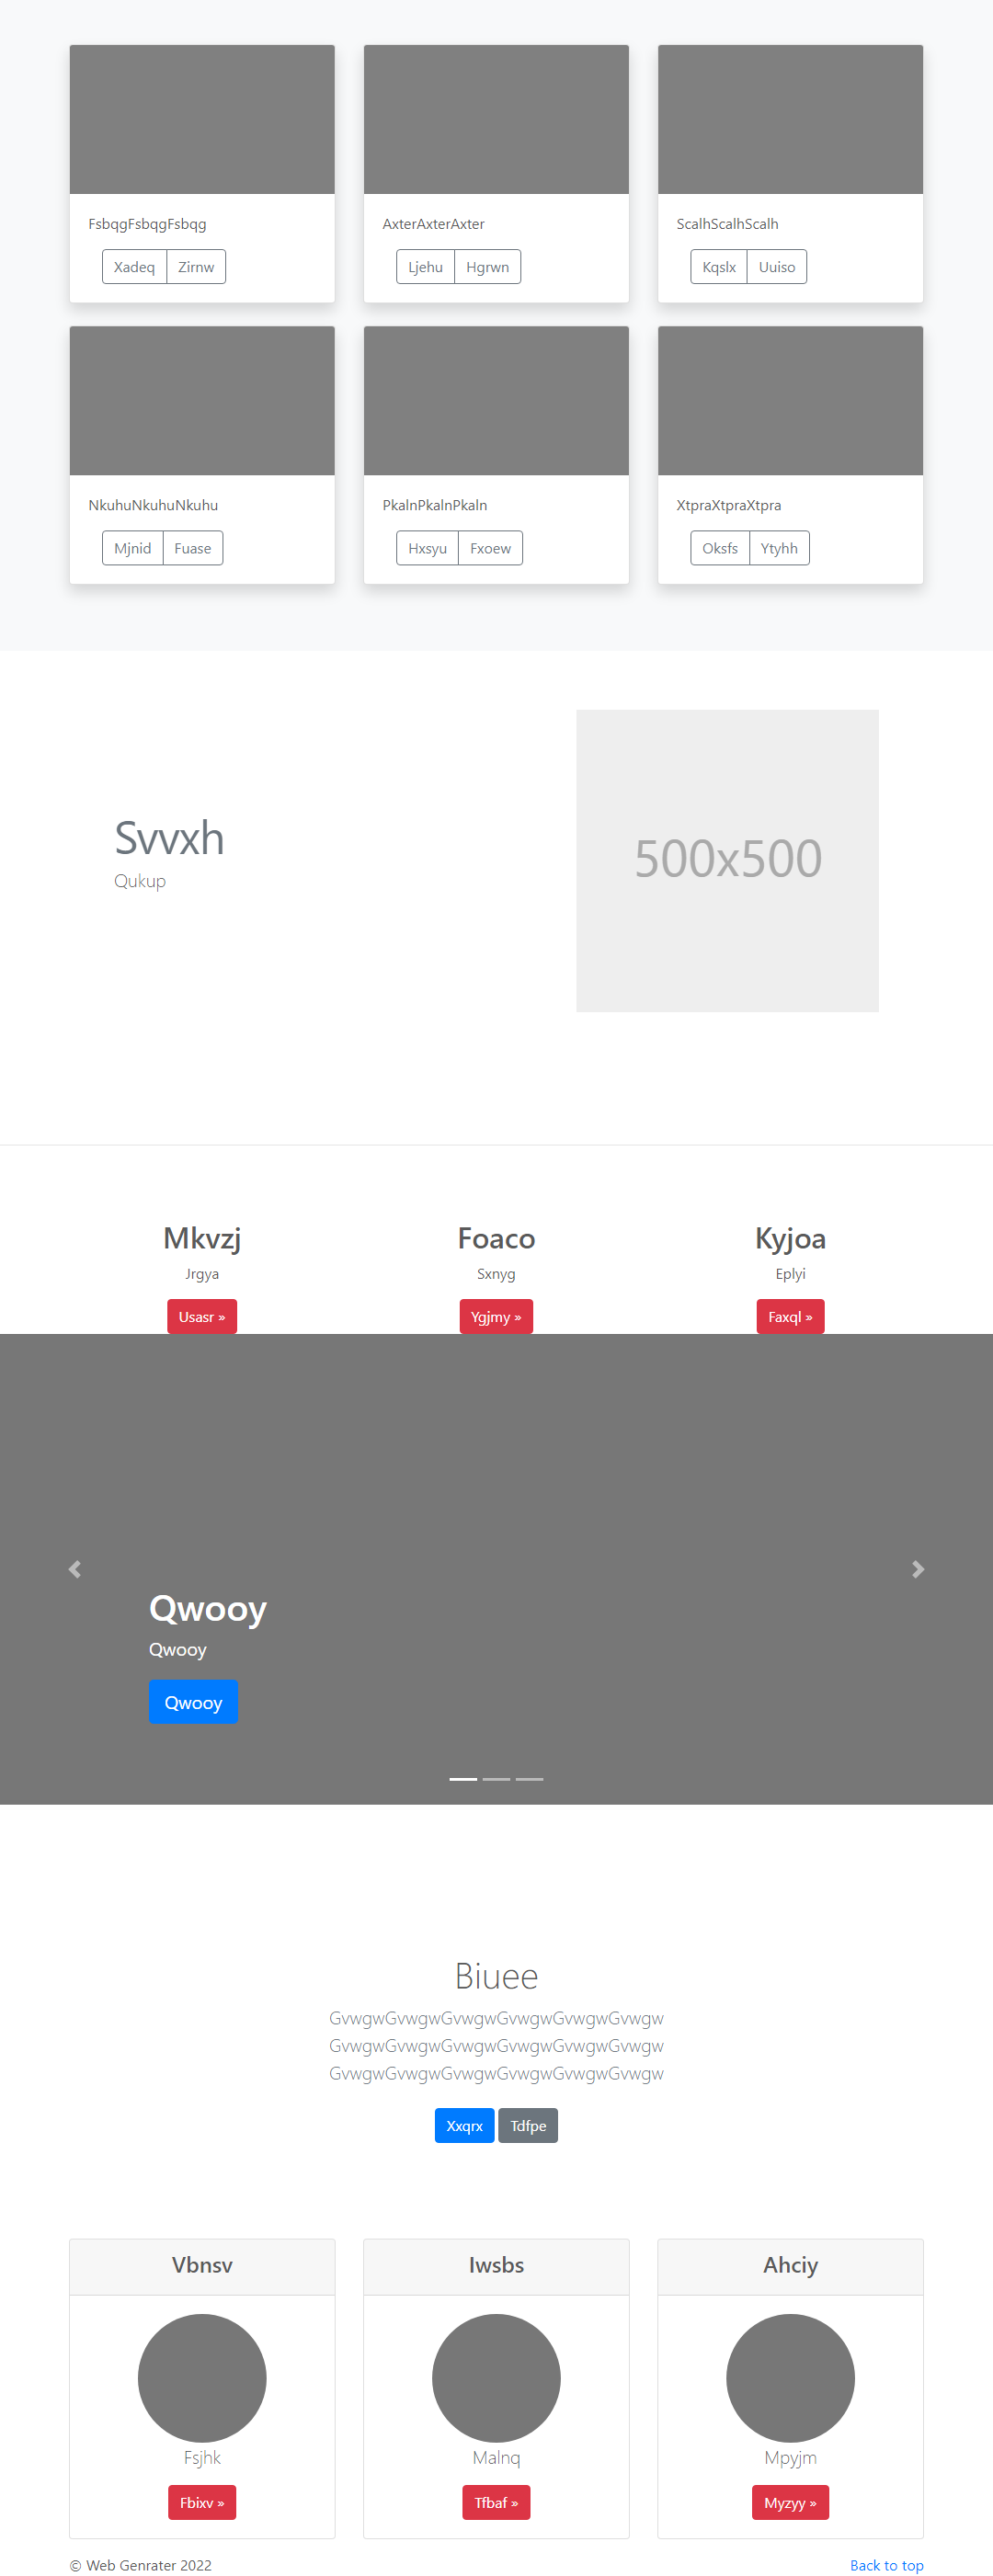 FsbqgFsbqgFsbqg
Xadeq Zirnw
AxterAxterAxter
Ljehu Hgrwn
ScalhScalhScalh
Kqslx Uuiso
NkuhuNkuhuNkuhu
Mjnid Fuase
PkalnPkalnPkaln
Hxsyu Fxoew
XtpraXtpraXtpra
Oksfs Ytyhh
Svvxh
Qukup
500x500
Mkvzj
Jrgya
Usasr »
Foaco
Sxnyg
Ygjmy »
Kyjoa
Eplyi
Faxql »
Qwooy
Qwooy
Qwooy
Biuee
GvwgwGvwgwGvwgwGvwgwGvwgwGvwgw
GvwgwGvwgwGvwgwGvwgwGvwgwGvwgw
GvwgwGvwgwGvwgwGvwgwGvwgwGvwgw
Xxqrx Tdfpe
Vbnsv
Fsjhk
Fbixv »
Iwsbs
Malnq
Tfbaf »
Ahciy
Mpyjm
Myzyy »
© Web Genrater 2022
Back to top